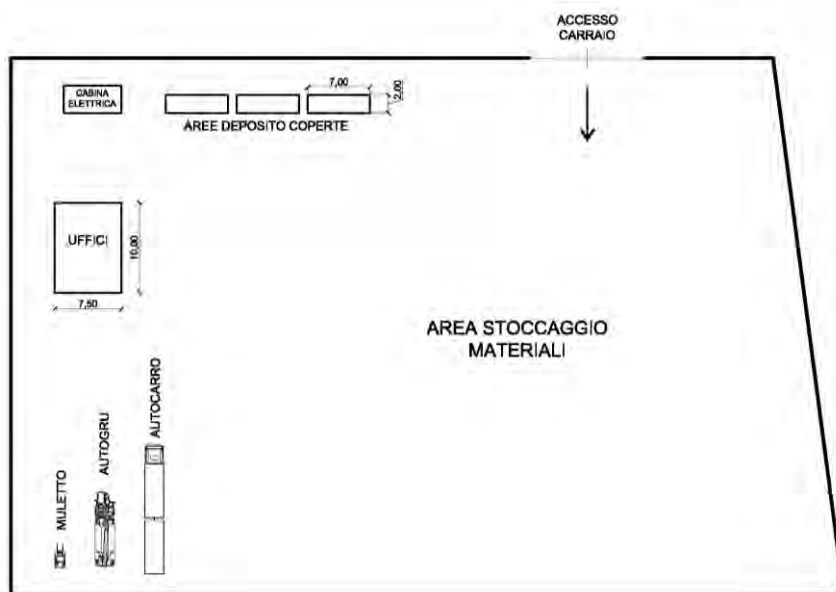 ACCESSO
CARRAIO
CABINA
ELETTRICA
7,00
2,00
AREE DEPOSITO COPERTE
UFFICI
10,00
7,50
AREA STOCCAGGIO
MATERIALI
MULETTO
AUTOGRU
AUTOCARRO